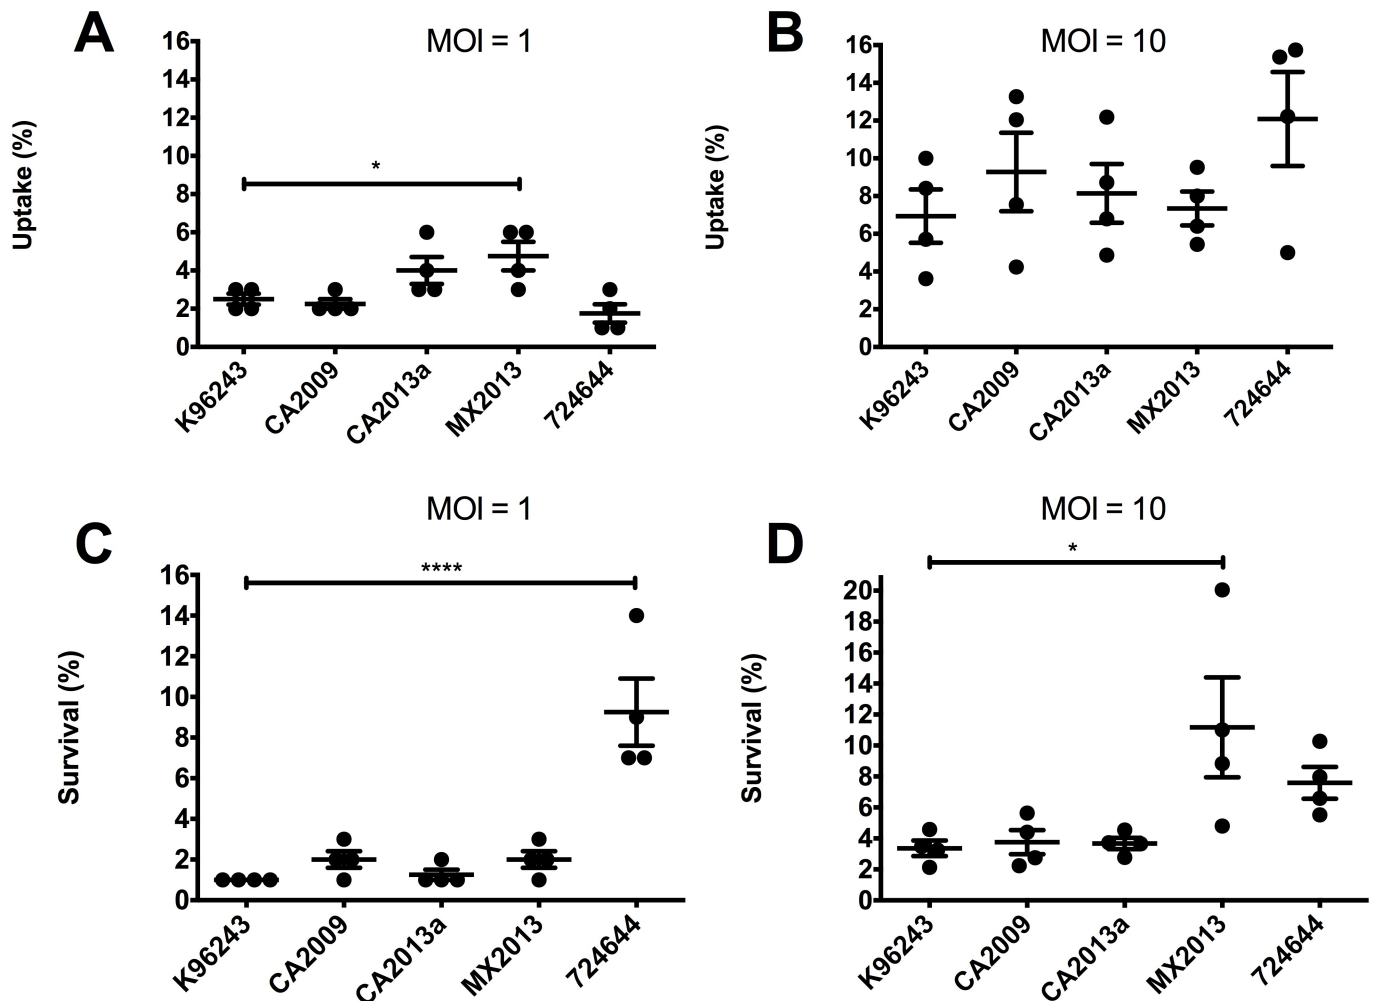 A
MOI = 1
Uptake (%)
16
14
12
10
8
6
4
2
0
*
K96243
CA2009
CA2013a
MX2013
724644
B
MOI = 10
Uptake (%)
16
14
12
10
8
6
4
2
0
K96243
CA2009
CA2013a
MX2013
724644
C
MOI = 1
Survival (%)
16
14
12
10
8
6
4
2
0
****
K96243
CA2009
CA2013a
MX2013
724644
D
MOI = 10
Survival (%)
*
20
18
16
14
12
10
8
6
4
2
0
K96243
CA2009
CA2013a
MX2013
724644